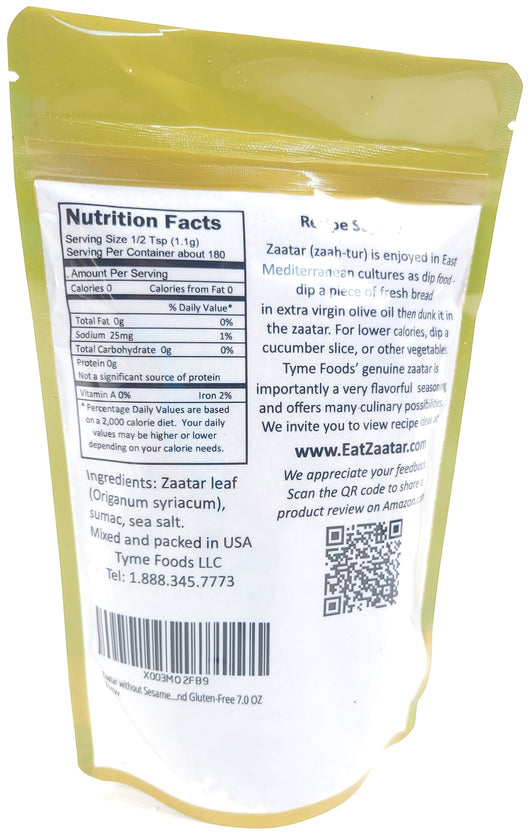 Nutrition Facts
Serving Size 1/2 Tsp (1.1g)
Serving Per Container about 180
Amount Per Serving
Calories 0 Calories from Fat 0
% Daily Value*
Total Fat 0g 0%
Sodium 25mg 1%
Total Carbohydrate 0g 0%
Protein 0g
Not a significant source of protein
Vitamin A 0% Iron 2%
* Percentage Daily Values are based
on a 2,000 calorie diet. Your daily
values may be higher or lower
depending on your calorie needs.
Ingredients: Zaatar leaf
(Origanum syriacum),
sumac, sea salt.
Mixed and packed in USA
Tyme Foods LLC
Tel: 1.888.345.7773
X003MO2FB9
without Sesame...nd Gluten-Free 7.0 OZ
Zaatar (zaah-tur) is enjoyed in East
Mediterranean cultures as dip food -
dip a piece of fresh bread
in extra virgin olive oil then dunk it in
the zaatar. For lower calories, dip a
cucumber slice, or other vegetable.
Tyme Foods' genuine zaatar is
importantly a very flavorful seasoning
and offers many culinary possibilities.
We invite you to view recipe ideas at
www.EatZaatar.com
We appreciate your feedback.
Scan the QR code to share a
product review on Amazon.com